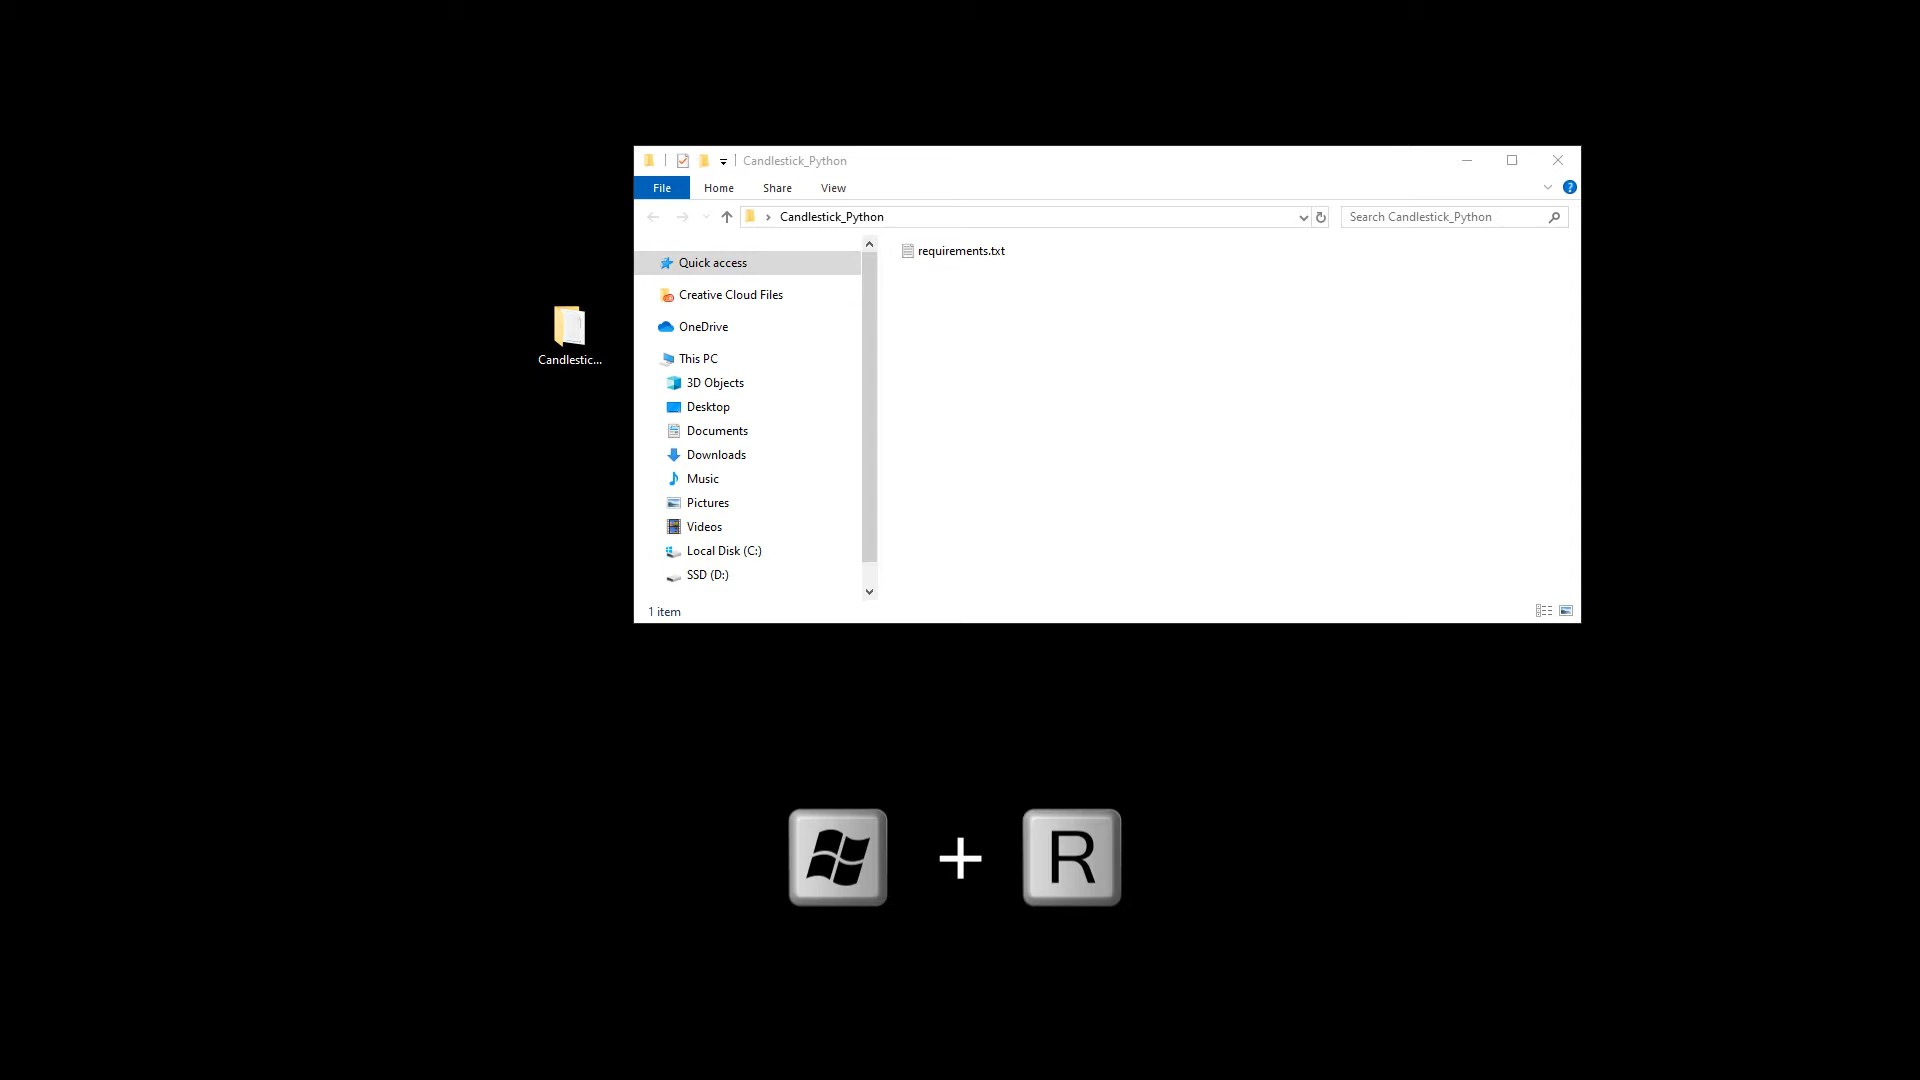 Candlestick_Python
File Home Share View
Candlestick_Python
Search Candlestick_Python
Quick access
Creative Cloud Files
OneDrive
This PC
3D Objects
Desktop
Documents
Downloads
Music
Pictures
Videos
Local Disk (C:)
SSD (D:)
requirements.txt
1 item
Candlestic...
+ R